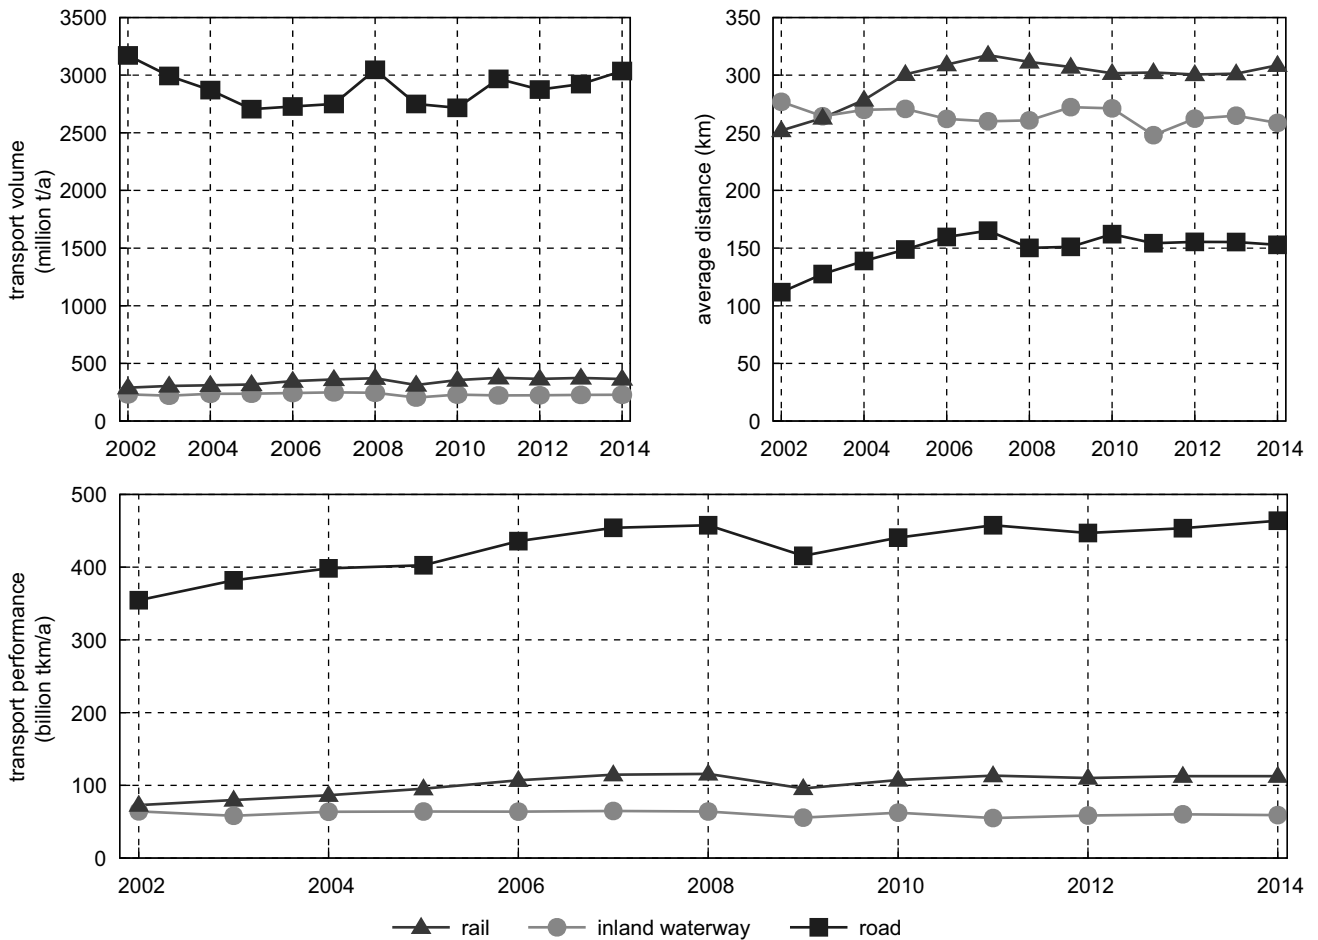 3500
3000
2500
2000
1500
1000
500
0
transport volume
(million t/a)
2002 2004 2006 2008 2010 2012 2014
350
300
250
200
150
100
50
0
average distance (km)
2002 2004 2006 2008 2010 2012 2014
500
400
300
200
100
0
transport performance
(billion tkm/a)
2002 2004 2006 2008 2010 2012 2014
rail inland waterway road